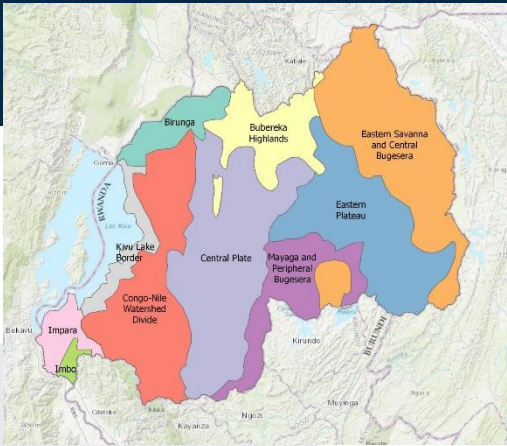 Kabale
Birunga
Bubereka
Highlands
Eastern Savanna
and Central
Bugesera
Goma
RWANDA
Lac Kivu
Kivu Lake
Border
Eastern
Plateau
Central Plate
Mayaga and
Peripheral
Bugesera
Congo-Nile
Watershed
Divide
Bukavu
Impara
Imbo
Kirundo
BURUNDI
Muyinga
Ngozi
Kayanza